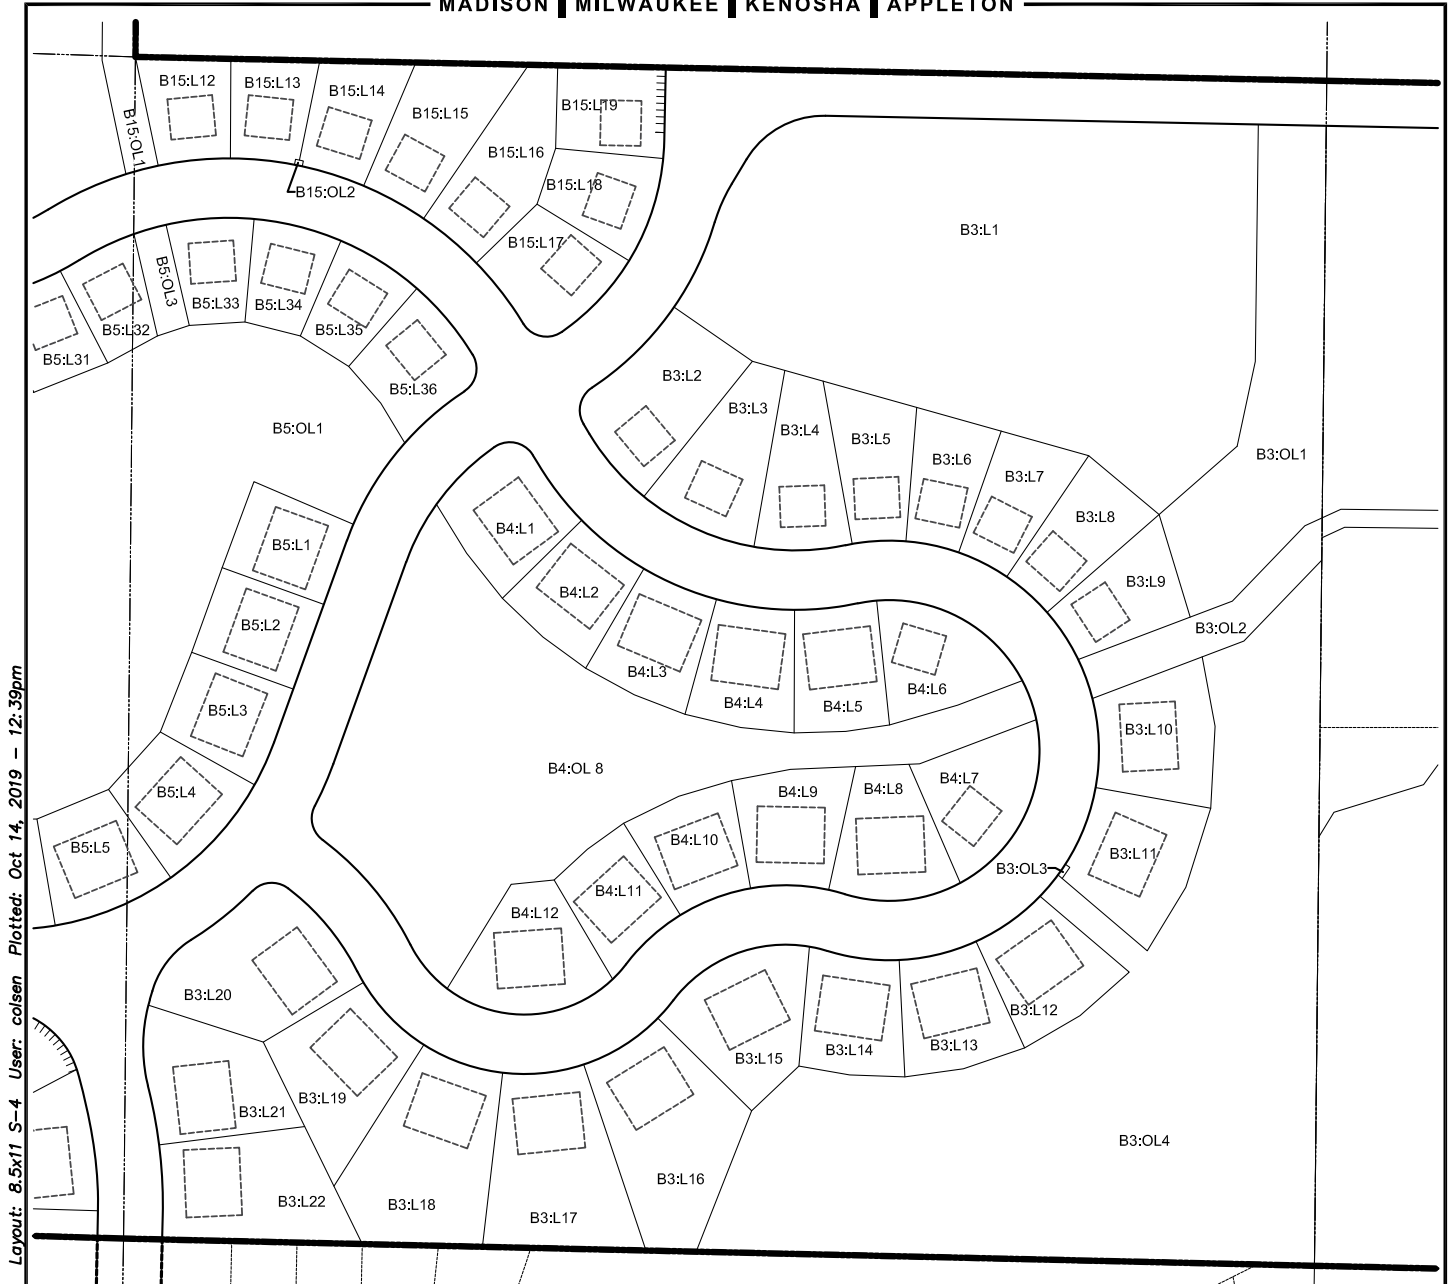 MADISON | MILWAUKEE | KENOSHA | APPLETON
B15:L12
B15:L13
B15:L14
B15:L15
B15:L19
B15:OL1
B15:L16
B15:L18
B15:OL2
B15:L17
B3:L1
B5:OL3
B5:L33
B5:L34
B5:L32
B5:L35
B5:L31
B5:L36
B3:L2
B3:L3
B5:OL1
B3:L4
B3:L5
B3:L6
B3:OL1
B3:L7
B3:L8
B4:L1
B5:L1
B3:L9
B4:L2
B5:L2
B3:OL2
B4:L3
B4:L6
B4:L4
B4:L5
B5:L3
B3:L10
B4:OL 8
B4:L7
B4:L9
B4:L8
B5:L4
B4:L10
B5:L5
B3:L11
B3:OL3
B4:L11
B4:L12
B3:L20
B3:L12
B3:L13
B3:L14
B3:L15
B3:L19
B3:L21
B3:OL4
B3:L16
B3:L22
B3:L18
B3:L17
Layout: 8.5x11 S-4 User: colsen Plotted: Oct 14, 2019 - 12:39pm